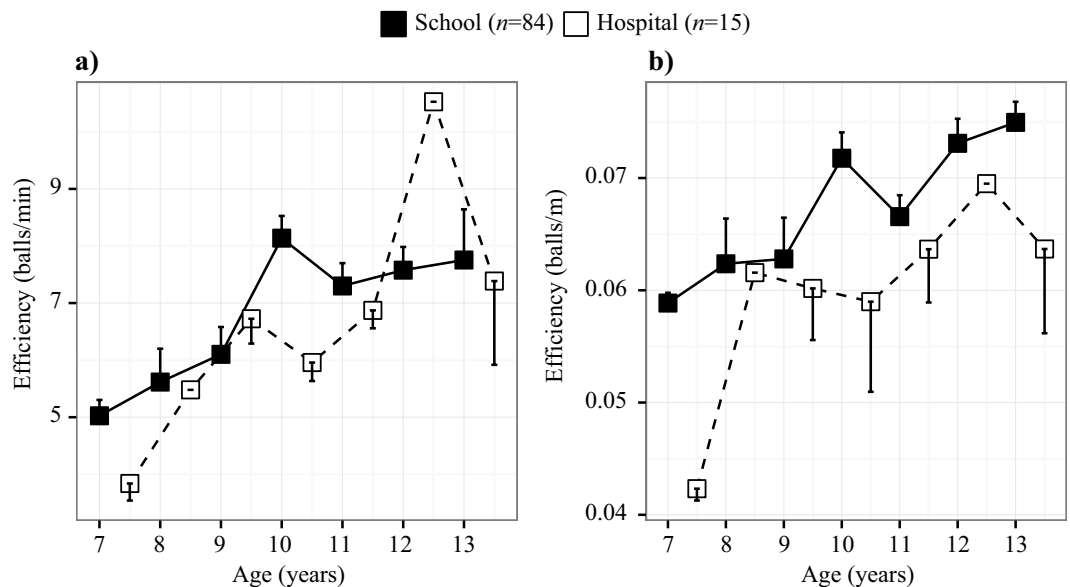 School (n=84) Hospital (n=15)
a)
Efficiency (balls/min)
9
7
5
7 8 9 10 11 12 13
Age (years)
b)
Efficiency (balls/m)
0.07
0.06
0.05
0.04
7 8 9 10 11 12 13
Age (years)